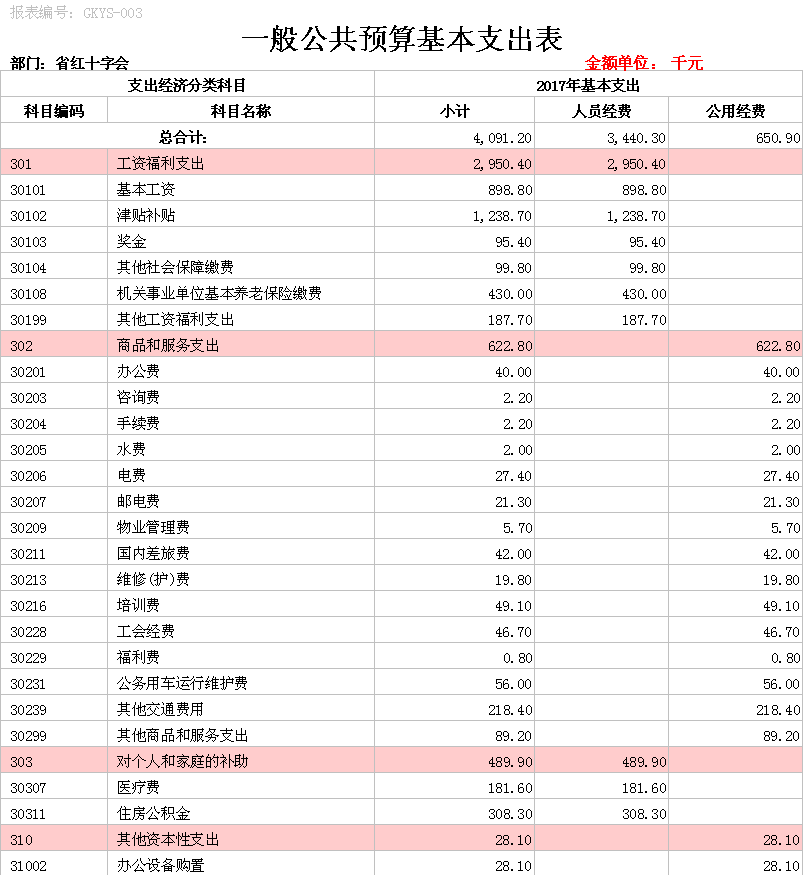 报表编号: GKYS-003
一般公共预算基本支出表
部门: 省红十字会 金额单位: 千元
支出经济分类科目 2017年基本支出
科目编码 科目名称 小计 人员经费 公用经费
总合计: 4,091.20 3,440.30 650.90
301 工资福利支出 2,950.40 2,950.40
30101 基本工资 898.80 898.80
30102 津贴补贴 1,238.70 1,238.70
30103 奖金 95.40 95.40
30104 其他社会保障缴费 99.80 99.80
30108 机关事业单位基本养老保险缴费 430.00 430.00
30199 其他工资福利支出 187.70 187.70
302 商品和服务支出 622.80 622.80
30201 办公费 40.00 40.00
30203 咨询费 2.20 2.20
30204 手续费 2.20 2.20
30205 水费 2.00 2.00
30206 电费 27.40 27.40
30207 邮电费 21.30 21.30
30209 物业管理费 5.70 5.70
30211 国内差旅费 42.00 42.00
30213 维修(护)费 19.80 19.80
30216 培训费 49.10 49.10
30228 工会经费 46.70 46.70
30229 福利费 0.80 0.80
30231 公务用车运行维护费 56.00 56.00
30239 其他交通费用 218.40 218.40
30299 其他商品和服务支出 89.20 89.20
303 对个人和家庭的补助 489.90 489.90
30307 医疗费 181.60 181.60
30311 住房公积金 308.30 308.30
310 其他资本性支出 28.10 28.10
31002 办公设备购置 28.10 28.10